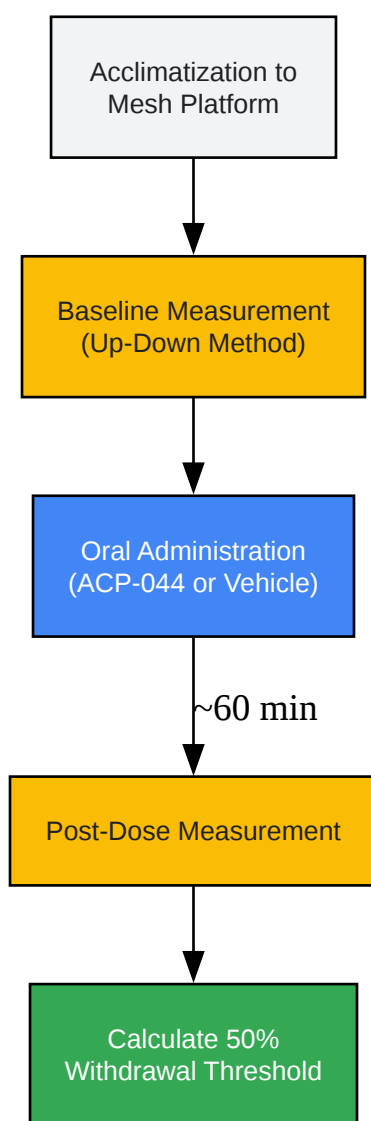 Acclimatization to
Mesh Platform
Baseline Measurement
(Up-Down Method)
Oral Administration
(ACP-044 or Vehicle)
~60 min
Post-Dose Measurement
Calculate 50%
Withdrawal Threshold